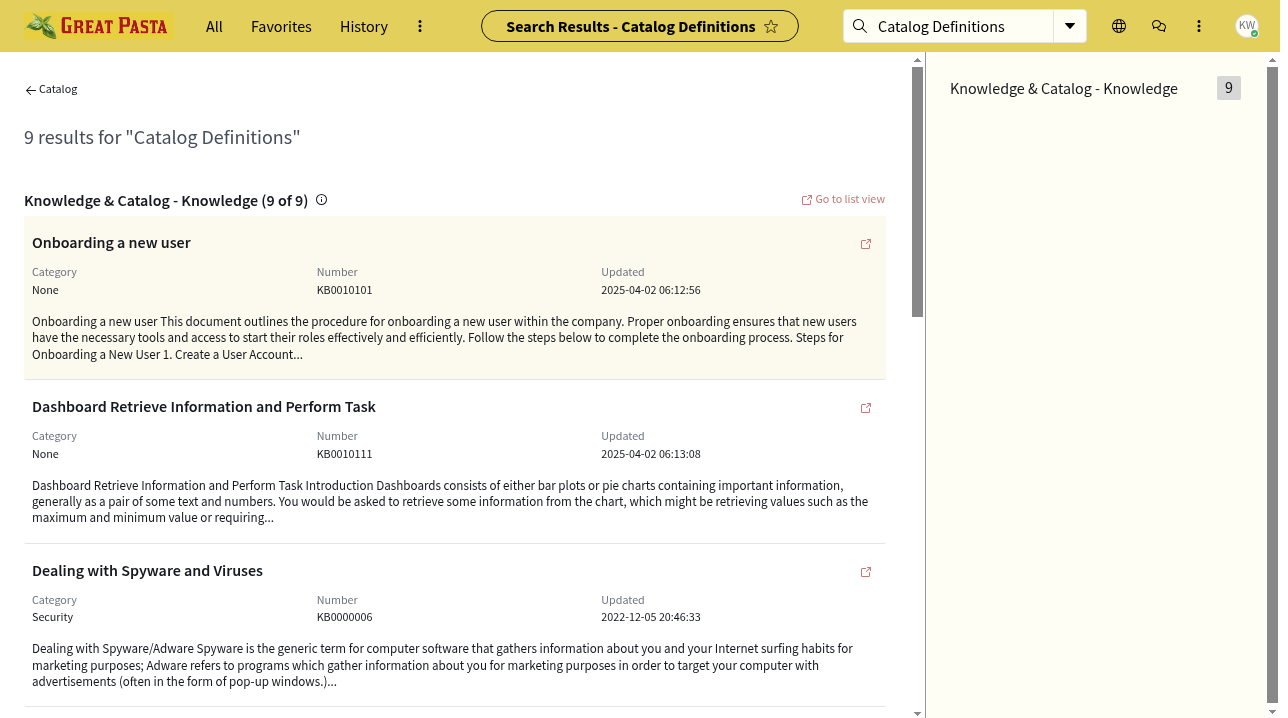 GREAT PASTA All Favorites History Search Results - Catalog Definitions Catalog Definitions KW
Catalog
9 results for "Catalog Definitions"
Knowledge & Catalog - Knowledge (9 of 9) Go to list view
Onboarding a new user
Category Number Updated
None KB0010101 2025-04-02 06:12:56
Onboarding a new user This document outlines the procedure for onboarding a new user within the company. Proper onboarding ensures that new users
have the necessary tools and access to start their roles effectively and efficiently. Follow the steps below to complete the onboarding process. Steps for
Onboarding a New User 1. Create a User Account...
Dashboard Retrieve Information and Perform Task
Category Number Updated
None KB0010111 2025-04-02 06:13:08
Dashboard Retrieve Information and Perform Task Introduction Dashboards consists of either bar plots or pie charts containing important information,
generally as a pair of some text and numbers. You would be asked to retrieve some information from the chart, which might be retrieving values such as the
maximum and minimum value or requiring...
Dealing with Spyware and Viruses
Category Number Updated
Security KB0000006 2022-12-05 20:46:33
Dealing with Spyware/Adware Spyware is the generic term for computer software that gathers information about you and your Internet surfing habits for
marketing purposes; Adware refers to programs which gather information about you for marketing purposes in order to target your computer with
advertisements (often in the form of pop-up windows.)...
Knowledge & Catalog - Knowledge 9